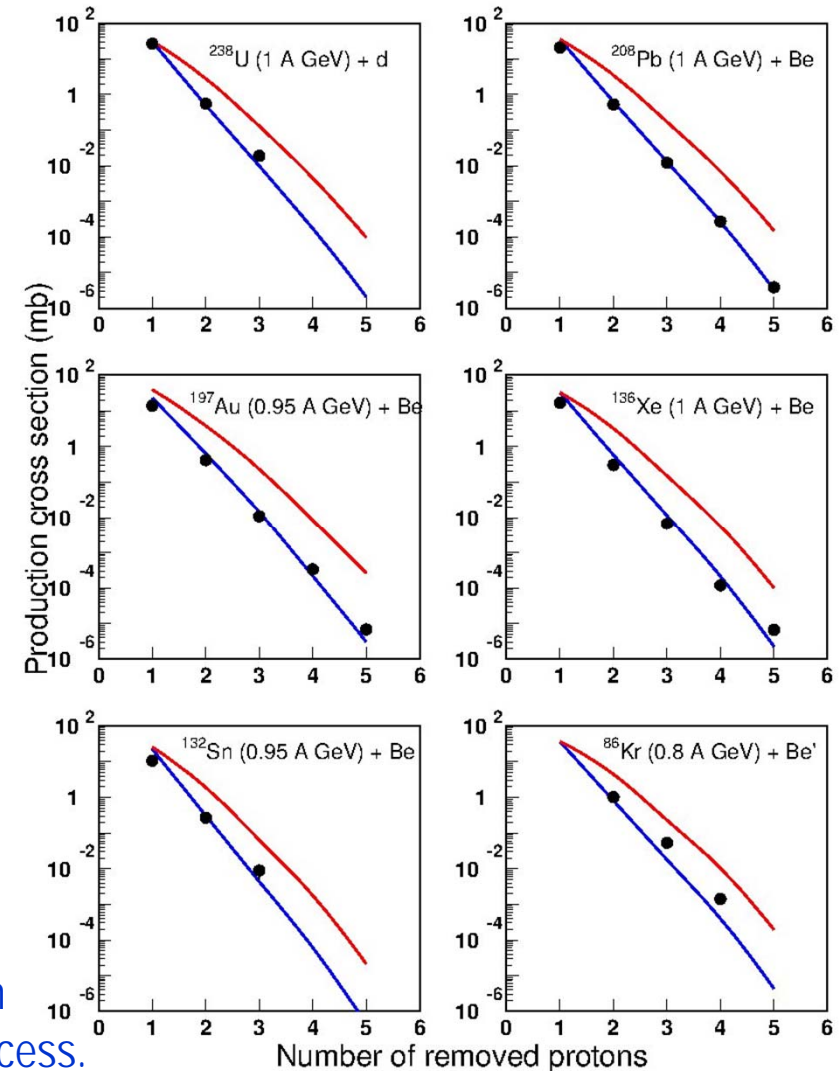 Production cross section (mb)
²³⁸U (1 A GeV) + d
10 ²
1
10 ⁻²
10 ⁻⁴
10 ⁻⁶
0 1 2 3 4 5 6
²⁰⁸Pb (1 A GeV) + Be
10 ²
1
10 ⁻²
10 ⁻⁴
10 ⁻⁶
0 1 2 3 4 5 6
¹⁹⁷Au (0.95 A GeV) + Be
10 ²
1
10 ⁻²
10 ⁻⁴
10 ⁻⁶
0 1 2 3 4 5 6
¹³⁶Xe (1 A GeV) + Be
10 ²
1
10 ⁻²
10 ⁻⁴
10 ⁻⁶
0 1 2 3 4 5 6
¹³²Sn (0.95 A GeV) + Be
10 ²
1
10 ⁻²
10 ⁻⁴
10 ⁻⁶
0 1 2 3 4 5 6
⁸⁶Kr (0.8 A GeV) + Be'
10 ²
1
10 ⁻²
10 ⁻⁴
10 ⁻⁶
0 1 2 3 4 5 6
Number of removed protons
cess.